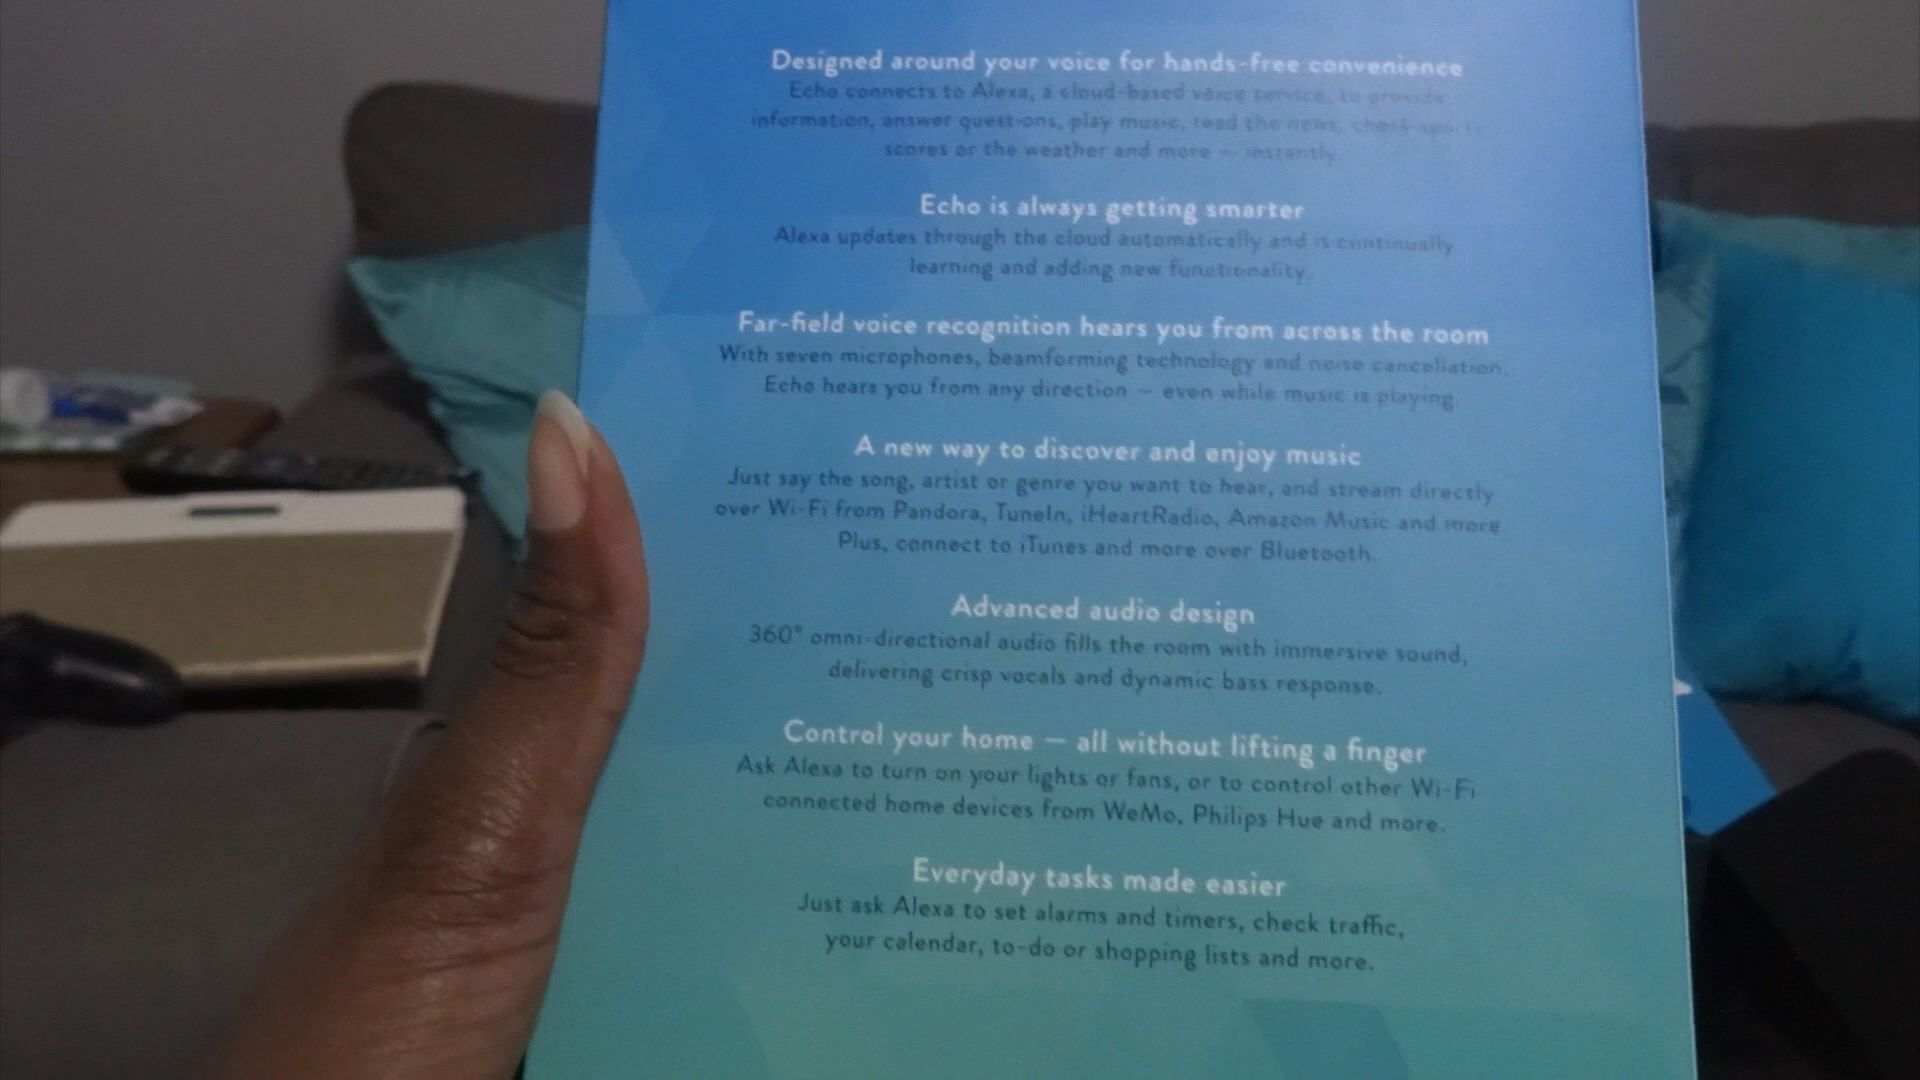 Designed around your voice for hands-free convenience
Echo connects to Alexa, a cloud-based voice service, to provide
information, answer questions, play music, read the news, check sports
scores or the weather and more — instantly.
Echo is always getting smarter
Alexa updates through the cloud automatically and is continually
learning and adding new functionality.
Far-field voice recognition hears you from across the room
With seven microphones, beamforming technology and noise cancellation,
Echo hears you from any direction — even while music is playing.
A new way to discover and enjoy music
Just say the song, artist or genre you want to hear, and stream directly
over Wi-Fi from Pandora, TuneIn, iHeartRadio, Amazon Music and more.
Plus, connect to iTunes and more over Bluetooth.
Advanced audio design
360° omni-directional audio fills the room with immersive sound,
delivering crisp vocals and dynamic bass response.
Control your home — all without lifting a finger
Ask Alexa to turn on your lights or fans, or to control other Wi-Fi
connected home devices from WeMo, Philips Hue and more.
Everyday tasks made easier
Just ask Alexa to set alarms and timers, check traffic,
your calendar, to-do or shopping lists and more.